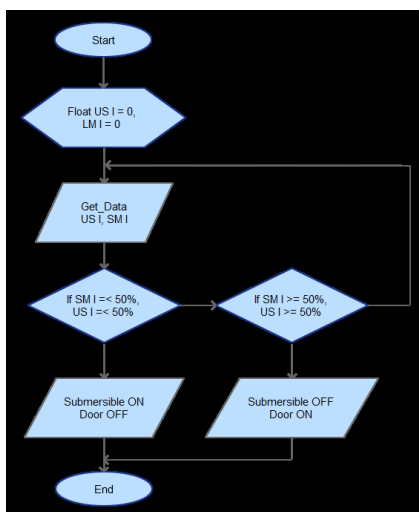 Start
Float US I = 0,
LM I = 0
Get_Data
US I, SM I
If SM I =< 50%,
US I =< 50%
If SM I >= 50%,
US I >= 50%
Submersible ON
Door OFF
Submersible OFF
Door ON
End